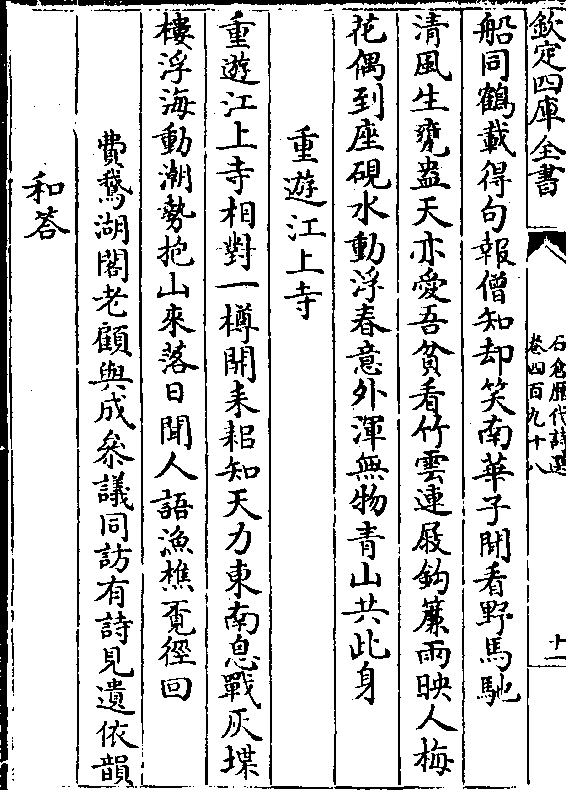 欽定四庫全書
石倉歷代詩選
卷四百九十八
十一
船同鶴載得句報僧知却笑南華子閒看野馬馳
清風生甕盎天亦愛吾貧看竹雲連屐鈎簾雨映人梅
花偶到座硯水動浮春意外渾無物青山共此身
重遊江上寺
重遊江上寺相對一樽開耒耜知天力東南息戰灰堞
樓浮海動潮勢抱山來落日聞人語漁樵覔徑回
費鵞湖閣老顧與成叅議同訪有詩見遺依韻
和答